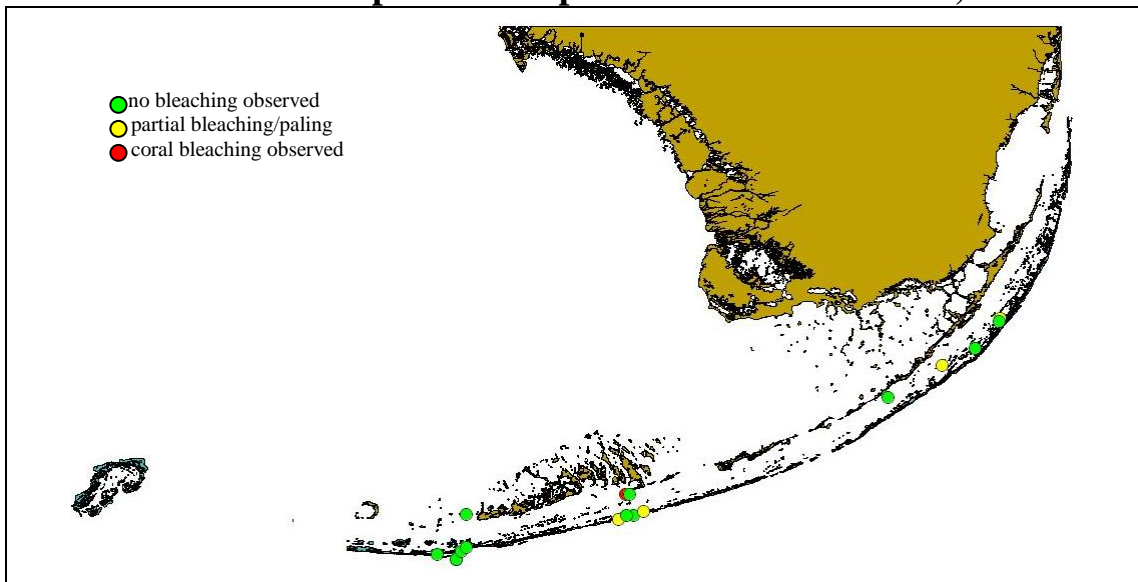 no bleaching observed
partial bleaching/paling
coral bleaching observed